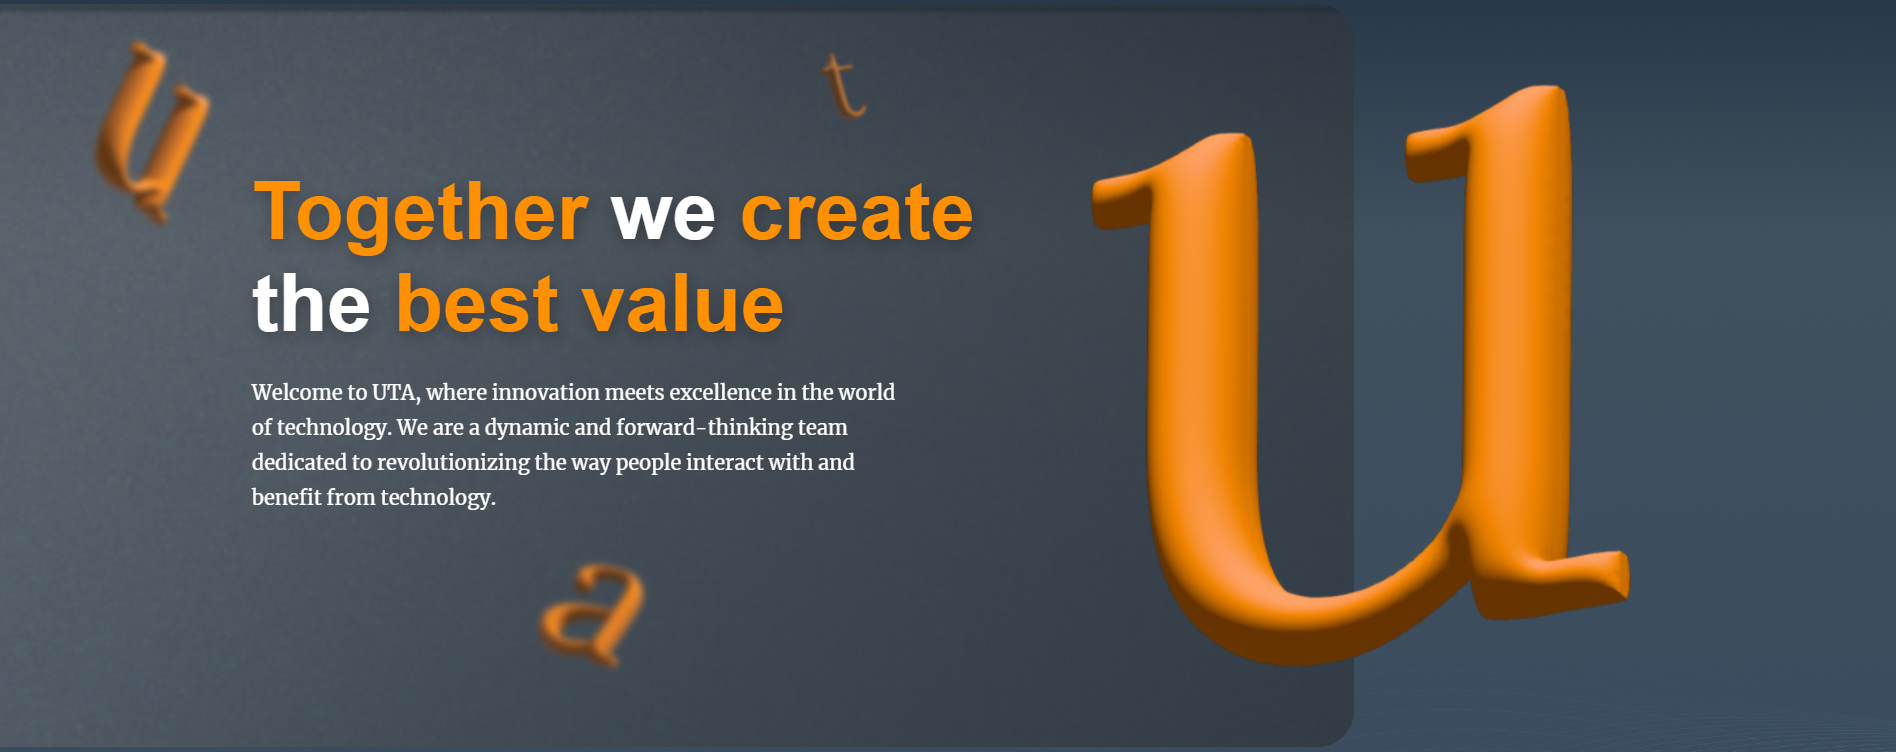 u
t
Together we create
the best value
Welcome to UTA, where innovation meets excellence in the world
of technology. We are a dynamic and forward-thinking team
dedicated to revolutionizing the way people interact with and
benefit from technology.
a
u